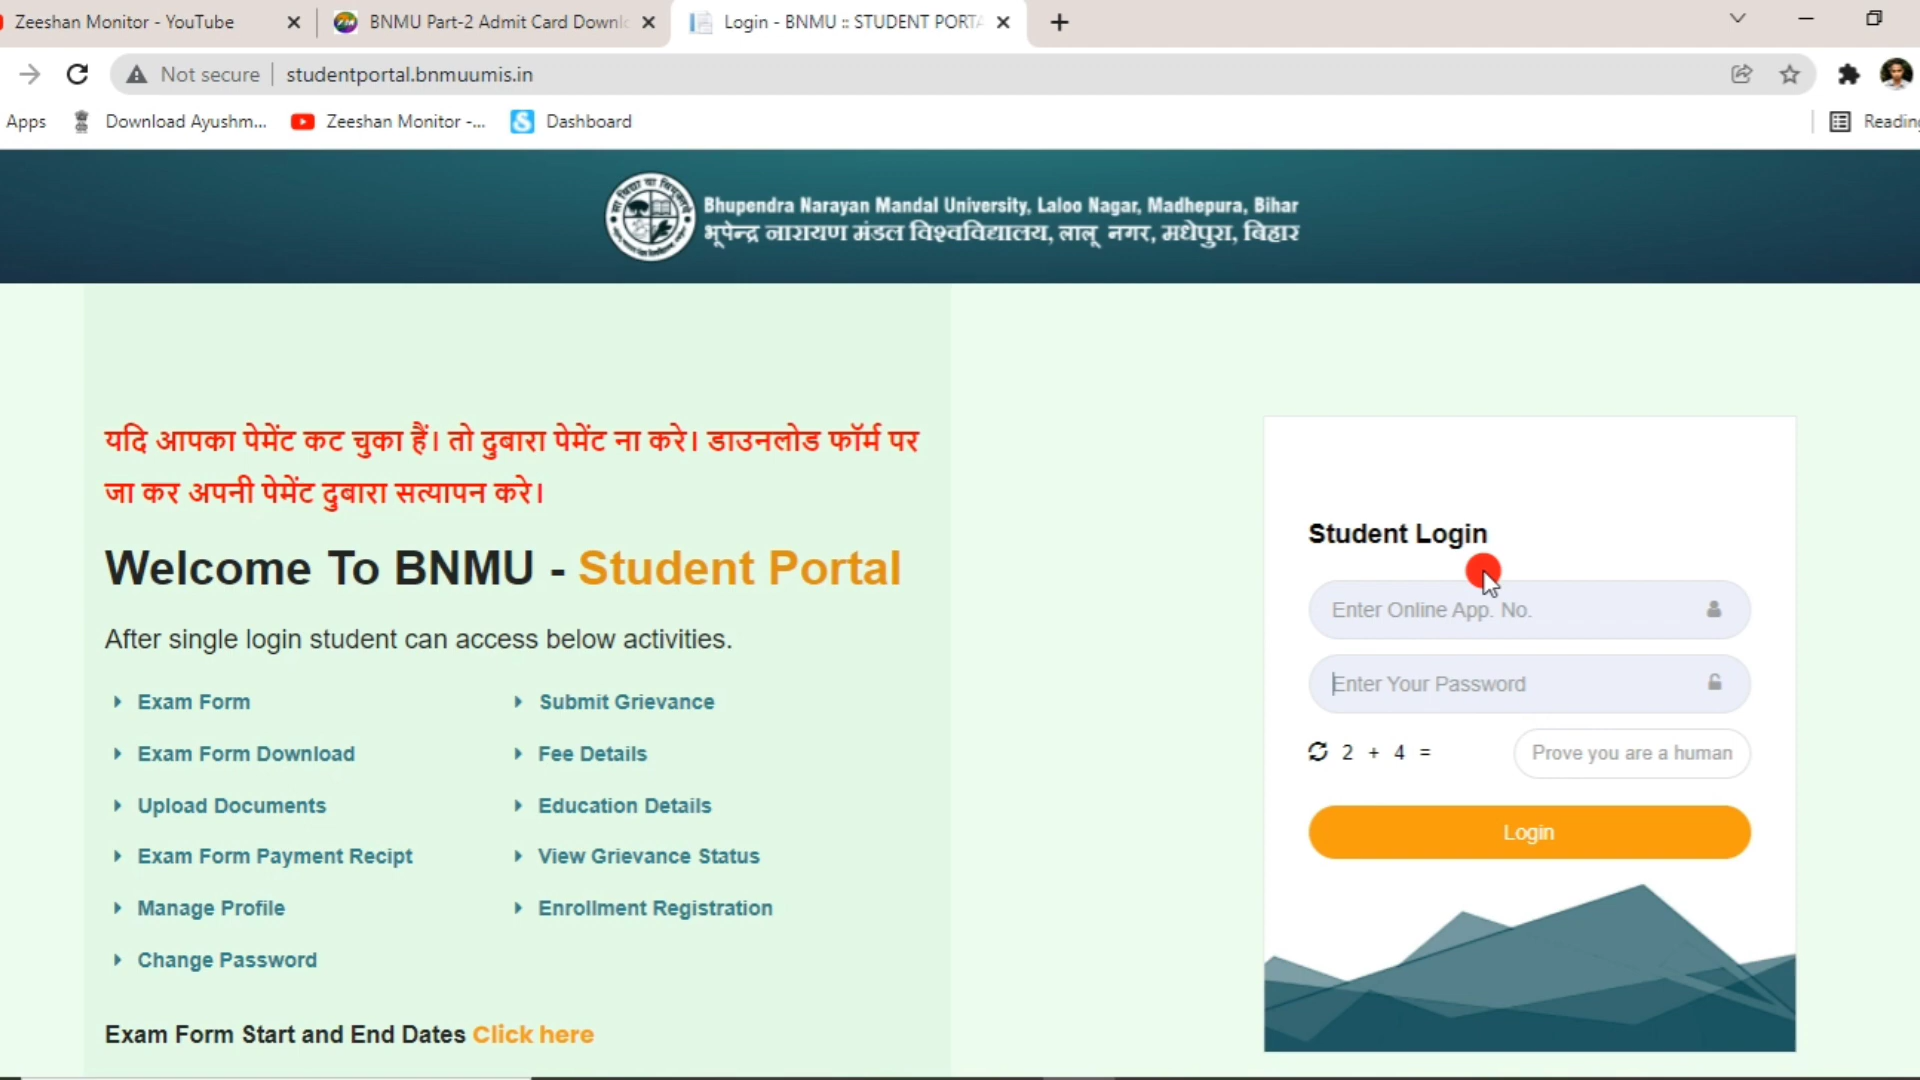 Zeeshan Monitor - YouTube
BNMU Part-2 Admit Card Downlo
Login - BNMU :: STUDENT PORTA
Not secure
studentportal.bnmuumis.in
Apps
Download Ayushm...
Zeeshan Monitor -...
Dashboard
Reading
Bhupendra Narayan Mandal University, Laloo Nagar, Madhepura, Bihar
भूपेन्द्र नारायण मंडल विश्वविद्यालय, लालू नगर, मधेपुरा, बिहार
यदि आपका पेमेंट कट चुका हैं। तो दुबारा पेमेंट ना करे। डाउनलोड फॉर्म पर
जा कर अपनी पेमेंट दुबारा सत्यापन करे।
Welcome To BNMU - Student Portal
After single login student can access below activities.
Exam Form
Exam Form Download
Upload Documents
Exam Form Payment Recipt
Manage Profile
Change Password
Submit Grievance
Fee Details
Education Details
View Grievance Status
Enrollment Registration
Exam Form Start and End Dates Click here
Student Login
Enter Online App. No.
Enter Your Password
2 + 4 =
Prove you are a human
Login